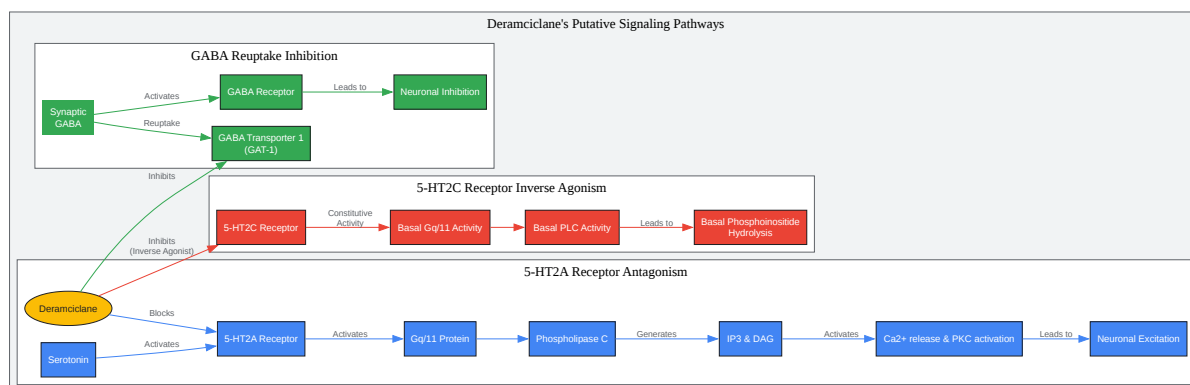 Deramciclane's Putative Signaling Pathways
GABA Reuptake Inhibition
Synaptic
GABA
Activates
GABA Receptor
Leads to
Neuronal Inhibition
Reuptake
GABA Transporter 1
(GAT-1)
Inhibits
5-HT2C Receptor Inverse Agonism
Inhibits
(Inverse Agonist)
5-HT2C Receptor
Constitutive
Activity
Basal Gq/11 Activity
Basal PLC Activity
Leads to
Basal Phosphoinositide
Hydrolysis
5-HT2A Receptor Antagonism
Deramciclane
Blocks
Serotonin
Activates
5-HT2A Receptor
Activates
Gq/11 Protein
Phospholipase C
Generates
IP3 & DAG
Activates
Ca2+ release & PKC activation
Leads to
Neuronal Excitation